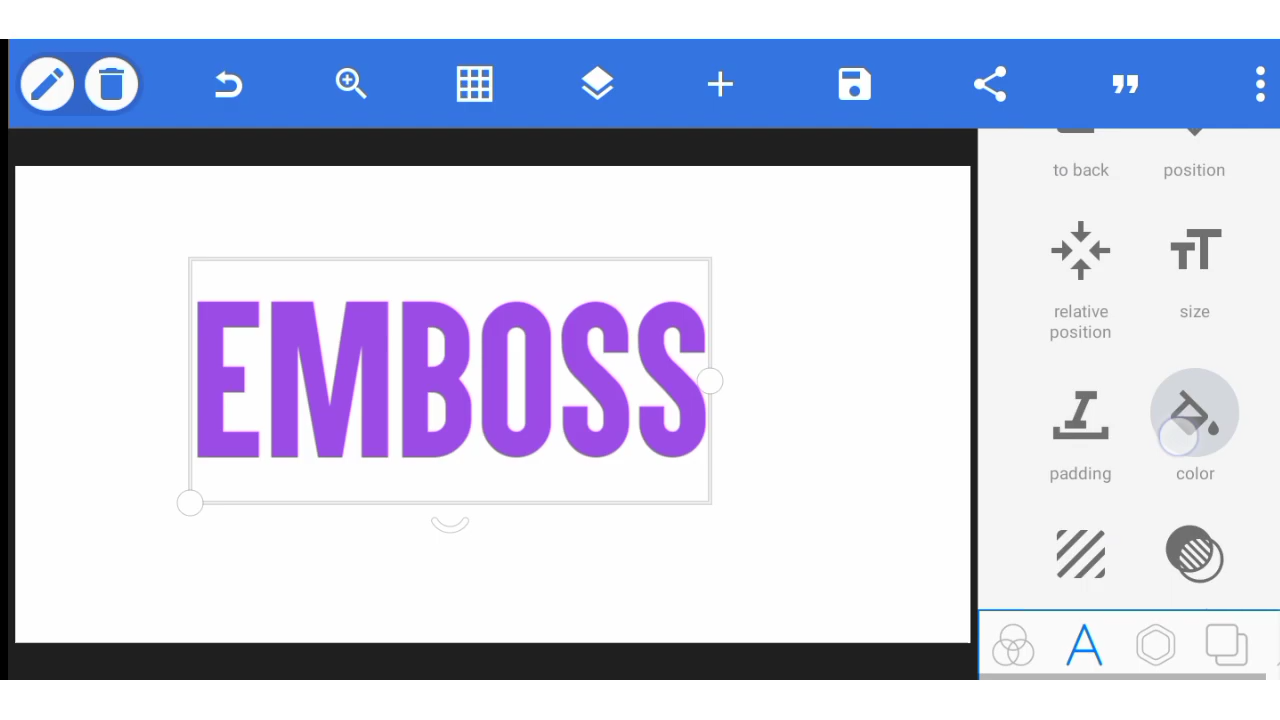 to back
position
EMBOSS
relative
position
size
padding
color